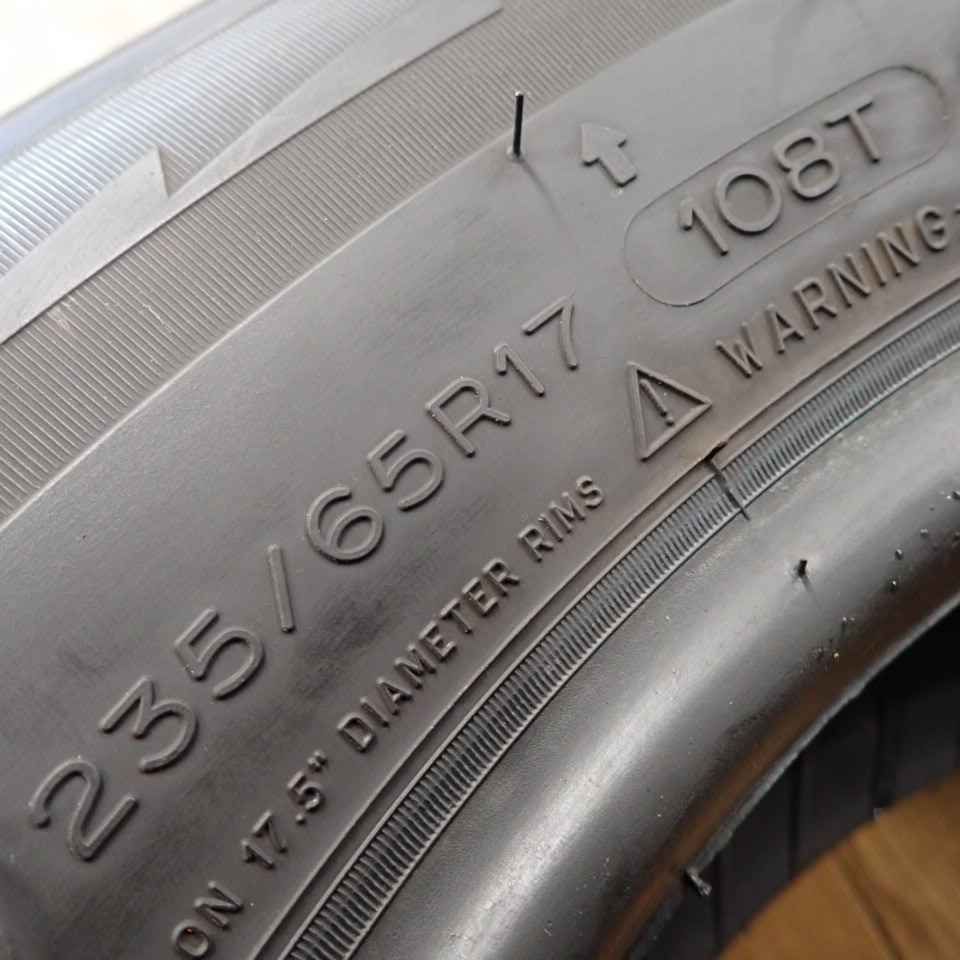 235/65R17
108T
WARNING-
ON 17.5" DIAMETER RIMS